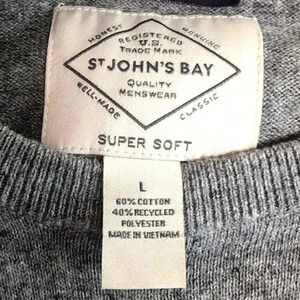 HONEST
GENUINE
REGISTERED
U.S.
TRADE MARK
ST JOHN'S BAY
QUALITY
MENSWEAR
WELL-MADE
CLASSIC
SUPER SOFT
L
60% COTTON
40% RECYCLED
POLYESTER
MADE IN VIETNAM